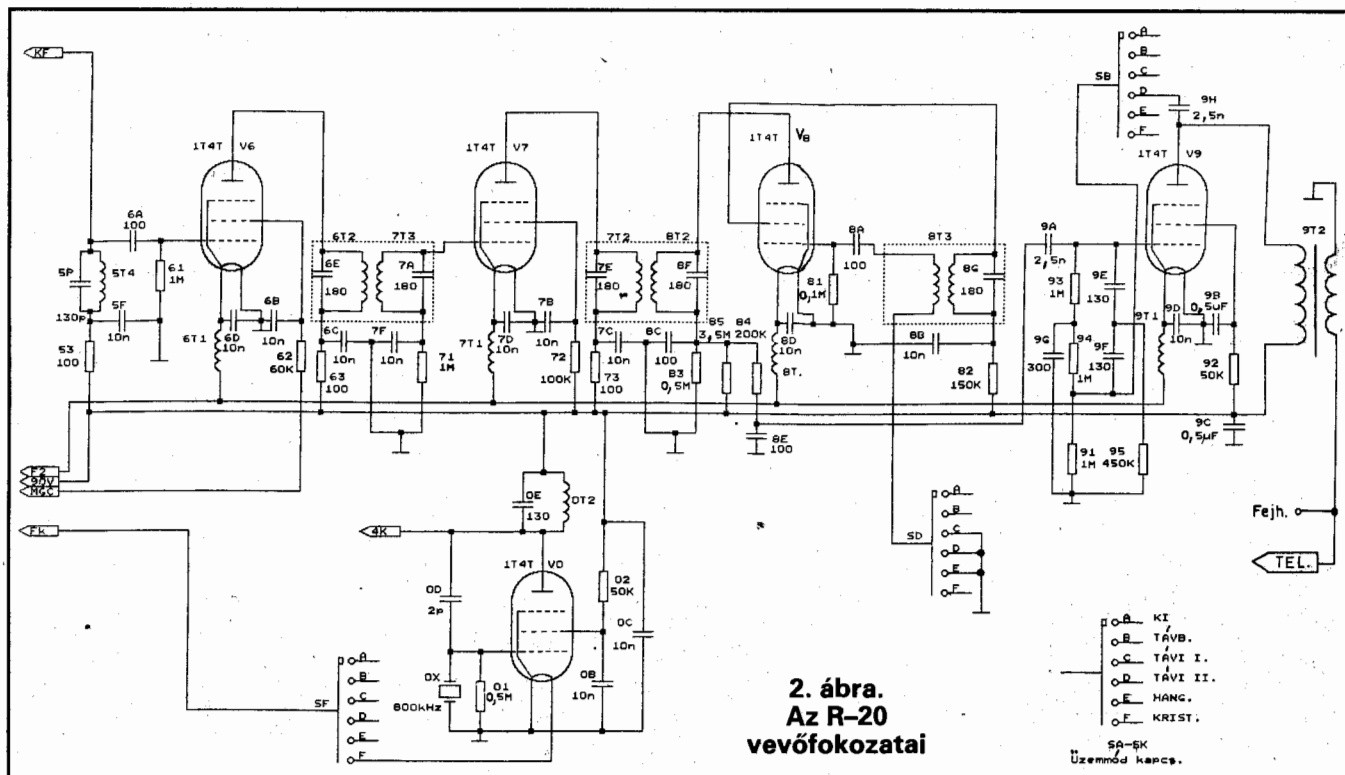 KF
1T4T V6
6A
100
61
1M
5P
5T4
130p
5F
10n
53
100
6D
10n
6B
10n
6T1
62
60K
6T2
7T3
6E
180
7A
180
6C
10n
7F
10n
63
100
71
1M
1T4T V7
7D
10n
7B
10n
7T1
72
100K
7T2
8T2
7E
180
8F
180
7C
10n
8C
100
73
100
83
0,5M
85
3,5M
84
200K
8E
100
1T4T
V8
8A
100
81
0,1M
8D
10n
8T.
8B
10n
8T3
8G
180
82
150K
SB
A
B
C
D
E
F
9H
2,5n
1T4T V9
9A
2,5n
93
1M
9E
130
9G
300
94
1M
9F
130
9T1
9D
10n
9B
0,5µF
92
50K
9C
0,5µF
91
1M
95
450K
9T2
Fejh.
TEL.
F2
90V
MGC
FK
4K
0E
130
0T2
1T4T V0
0D
2p
0X
800kHz
01
0,5M
02
50K
0C
10n
0B
10n
SF
A
B
C
D
E
F
SD
A
B
C
D
E
F
A KI
B TÁVB.
C TÁVI I.
D TÁVI II.
E HANG.
F KRIST.
SA-SK
Üzemmód kapcs.
2. ábra.
Az R–20
vevőfokozatai